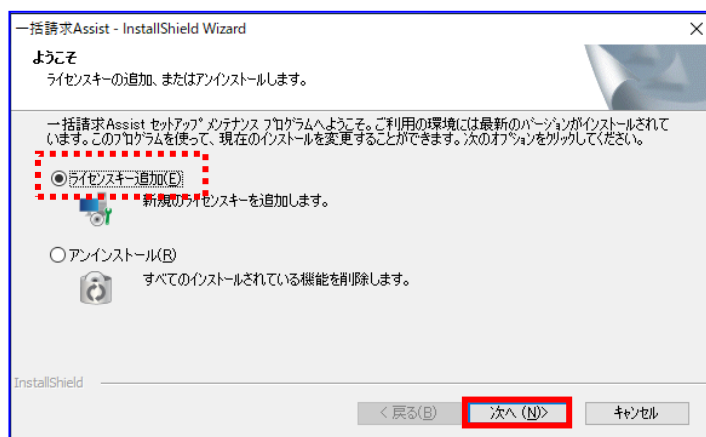 一括請求Assist - InstallShield Wizard
ようこそ
ライセンスキーの追加、またはアンインストールします。
一括請求Assist セットアップ メンテナンス プログラムへようこそ。ご利用の環境には最新のバージョンがインストールされて
います。このプログラムを使って、現在のインストールを変更することができます。次のオプションをクリックしてください。
ライセンスキー追加(E)
新規のライセンスキーを追加します。
アンインストール(R)
すべてのインストールされている機能を削除します。
InstallShield
< 戻る(B) 次へ (N)> キャンセル